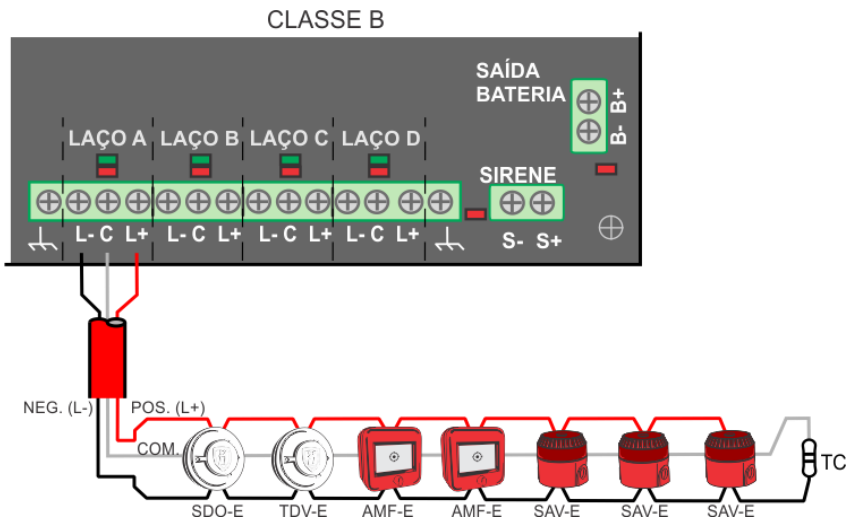 CLASSE B
SAÍDA
BATERIA
B- B+
LAÇO A LAÇO B LAÇO C LAÇO D
SIRENE
L- C L+ L- C L+ L- C L+ L- C L+
S- S+
NEG. (L-) POS. (L+)
COM.
TC
SDO-E TDV-E AMF-E AMF-E SAV-E SAV-E SAV-E